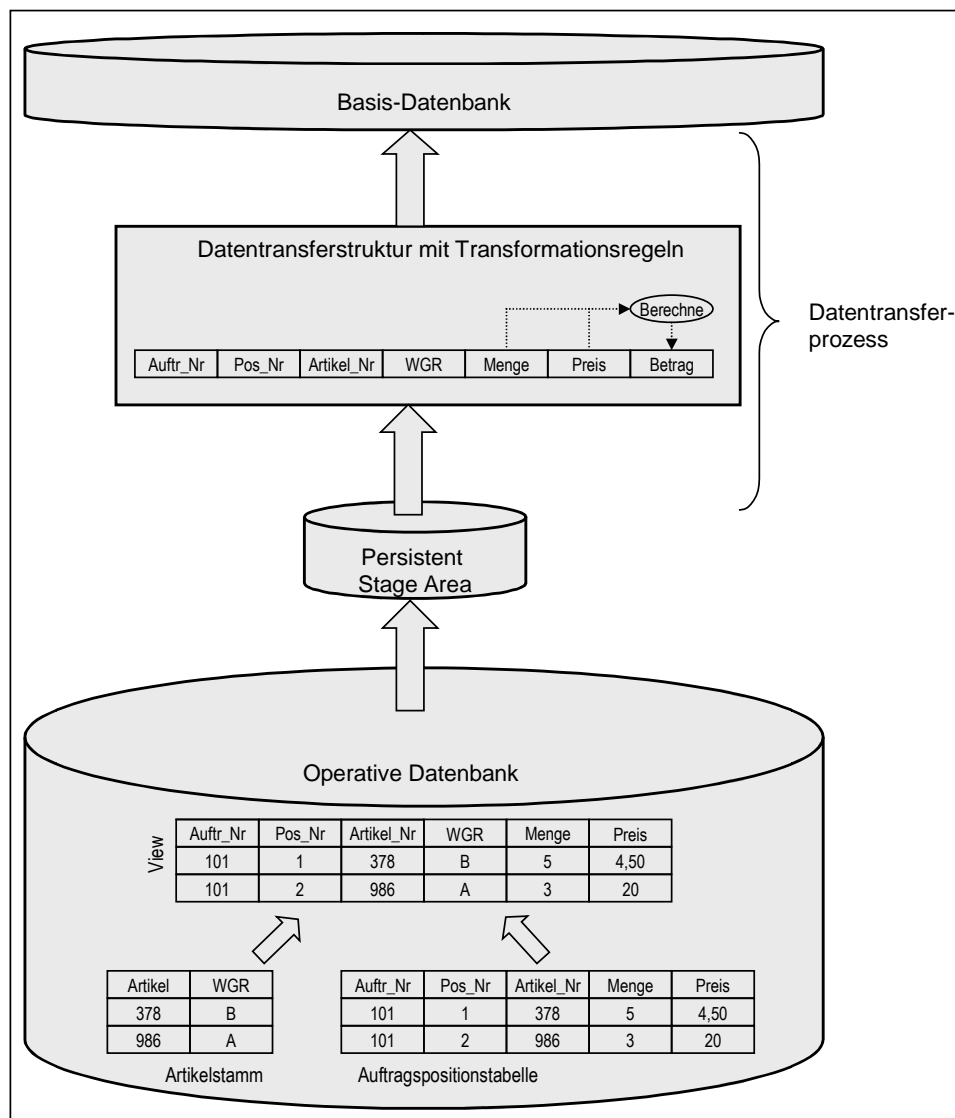 Basis-Datenbank
Datentransferstruktur mit Transformationsregeln
Berechne
Auftr_Nr Pos_Nr Artikel_Nr WGR Menge Preis Betrag
Datentransfer-
prozess
Persistent
Stage Area
Operative Datenbank
View
Auftr_Nr Pos_Nr Artikel_Nr WGR Menge Preis
101 1 378 B 5 4,50
101 2 986 A 3 20
Artikel WGR
378 B
986 A
Artikelstamm
Auftr_Nr Pos_Nr Artikel_Nr Menge Preis
101 1 378 5 4,50
101 2 986 3 20
Auftragspositionstabelle